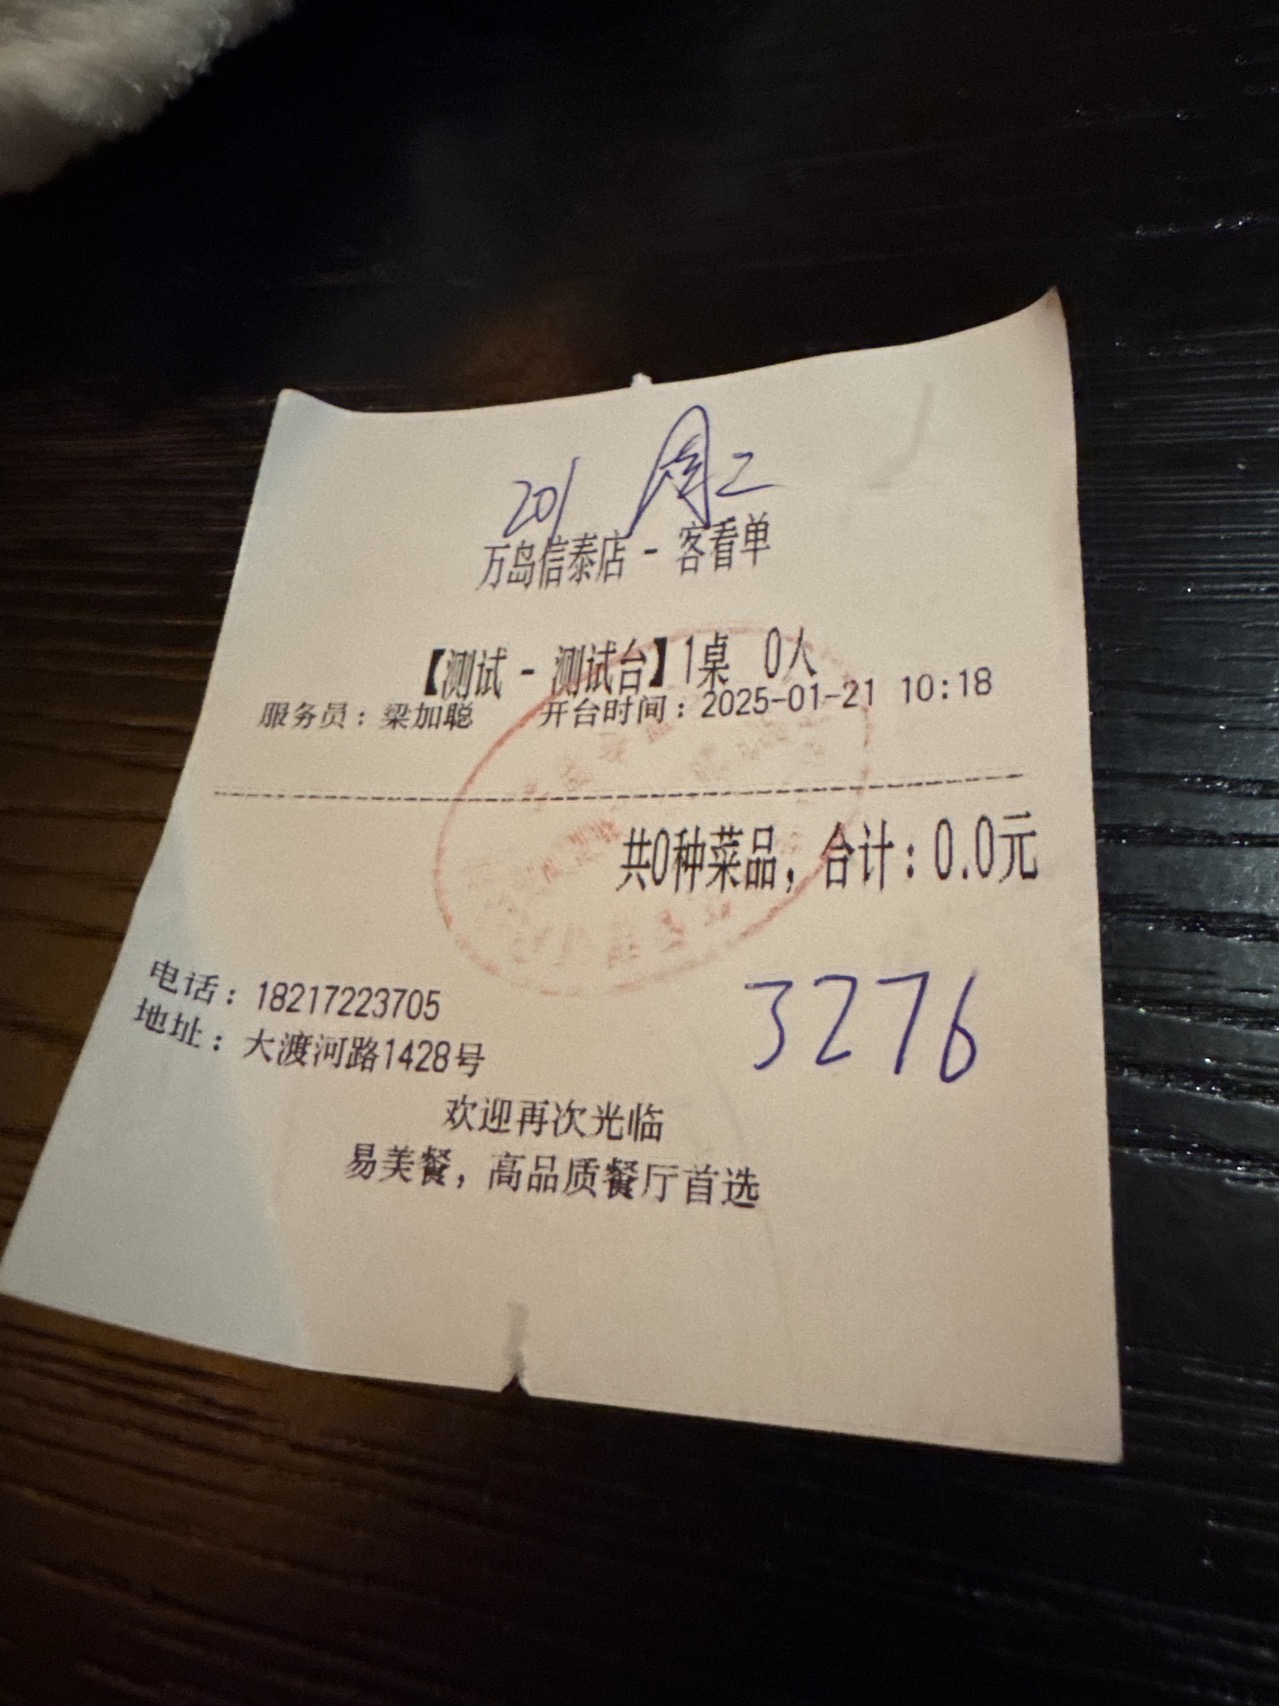 201 周二
万岛信泰店 - 客看单
【测试 - 测试台】1桌 0人
服务员：梁加聪 开台时间：2025-01-21 10:18
共0种菜品，合计：0.0元
3276
电话：18217223705
地址：大渡河路1428号
欢迎再次光临
易美餐，高品质餐厅首选